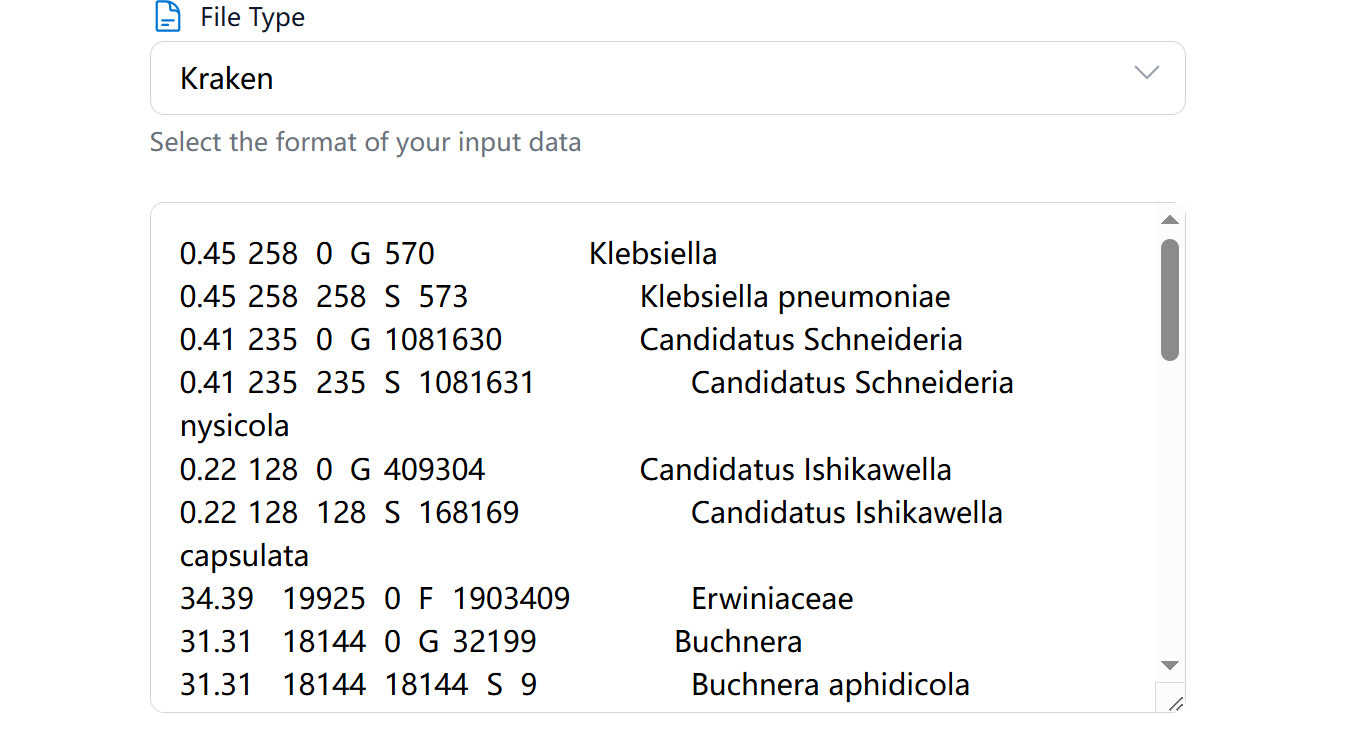 File Type
Kraken
Select the format of your input data
0.45 258 0 G 570 Klebsiella
0.45 258 258 S 573 Klebsiella pneumoniae
0.41 235 0 G 1081630 Candidatus Schneideria
0.41 235 235 S 1081631 Candidatus Schneideria
nysicola
0.22 128 0 G 409304 Candidatus Ishikawella
0.22 128 128 S 168169 Candidatus Ishikawella
capsulata
34.39 19925 0 F 1903409 Erwiniaceae
31.31 18144 0 G 32199 Buchnera
31.31 18144 18144 S 9 Buchnera aphidicola